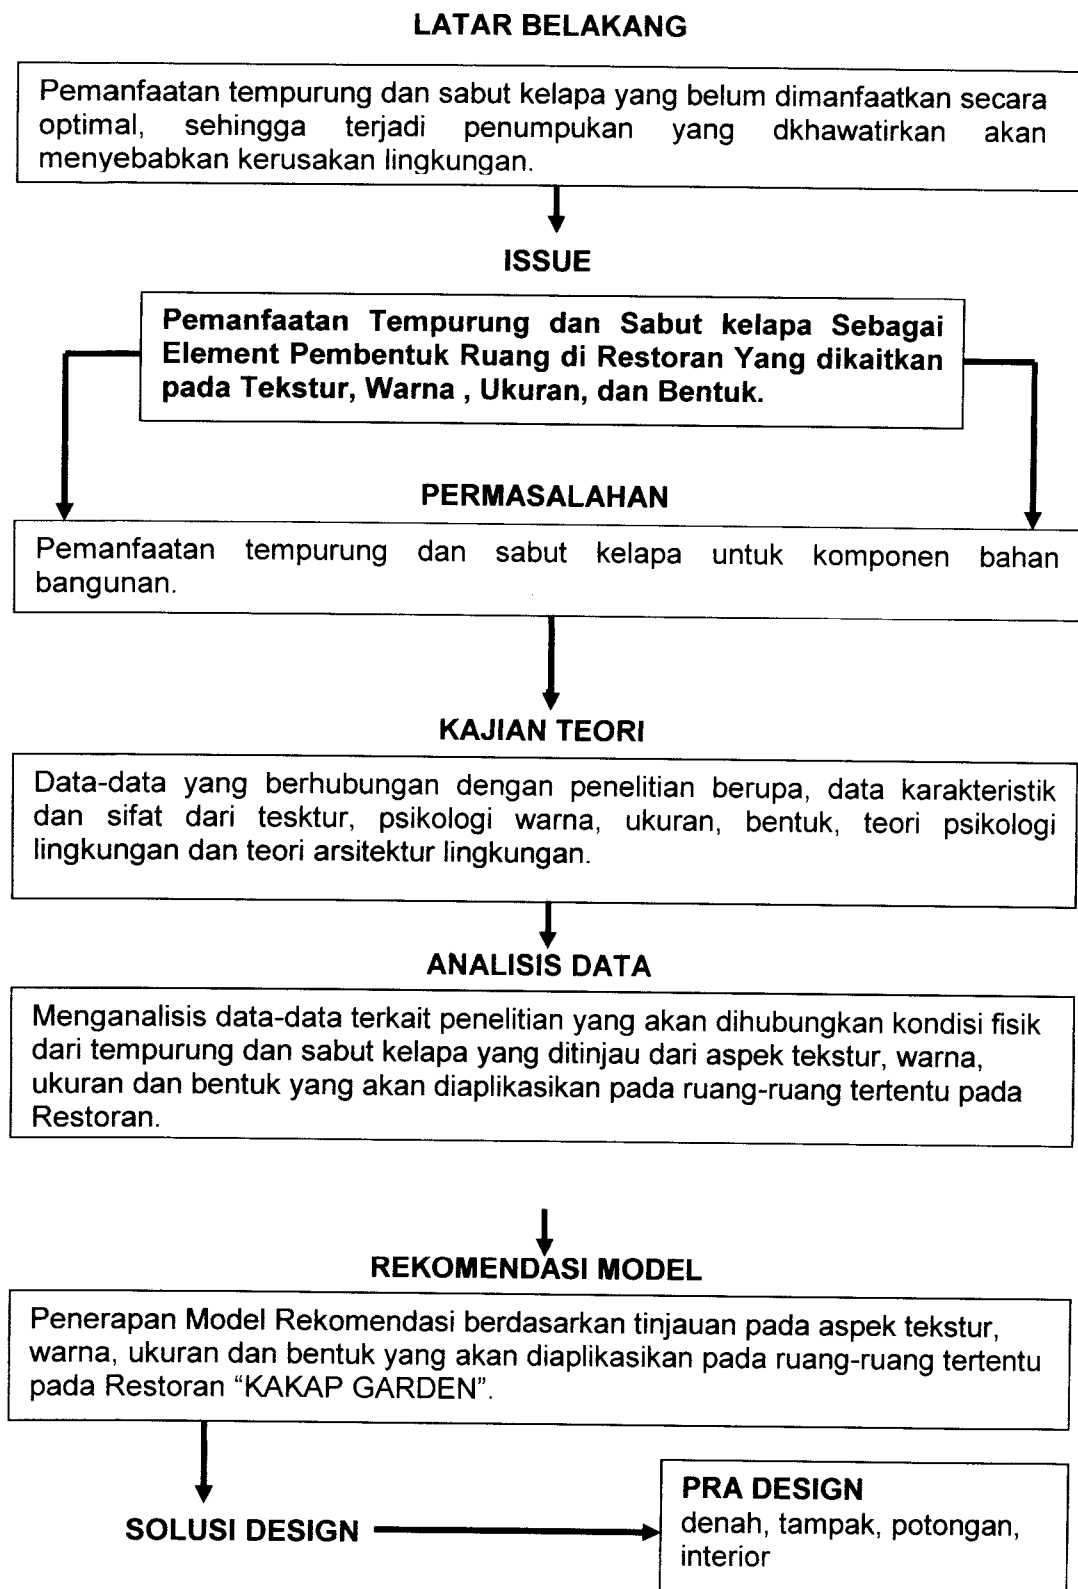 LATAR BELAKANG
Pemanfaatan tempurung dan sabut kelapa yang belum dimanfaatkan secara
optimal, sehingga terjadi penumpukan yang dkhawatirkan akan
menyebabkan kerusakan lingkungan.
ISSUE
Pemanfaatan Tempurung dan Sabut kelapa Sebagai
Element Pembentuk Ruang di Restoran Yang dikaitkan
pada Tekstur, Warna , Ukuran, dan Bentuk.
PERMASALAHAN
Pemanfaatan tempurung dan sabut kelapa untuk komponen bahan
bangunan.
KAJIAN TEORI
Data-data yang berhubungan dengan penelitian berupa, data karakteristik
dan sifat dari tesktur, psikologi warna, ukuran, bentuk, teori psikologi
lingkungan dan teori arsitektur lingkungan.
ANALISIS DATA
Menganalisis data-data terkait penelitian yang akan dihubungkan kondisi fisik
dari tempurung dan sabut kelapa yang ditinjau dari aspek tekstur, warna,
ukuran dan bentuk yang akan diaplikasikan pada ruang-ruang tertentu pada
Restoran.
REKOMENDASI MODEL
Penerapan Model Rekomendasi berdasarkan tinjauan pada aspek tekstur,
warna, ukuran dan bentuk yang akan diaplikasikan pada ruang-ruang tertentu
pada Restoran “KAKAP GARDEN”.
SOLUSI DESIGN
PRA DESIGN
denah, tampak, potongan,
interior